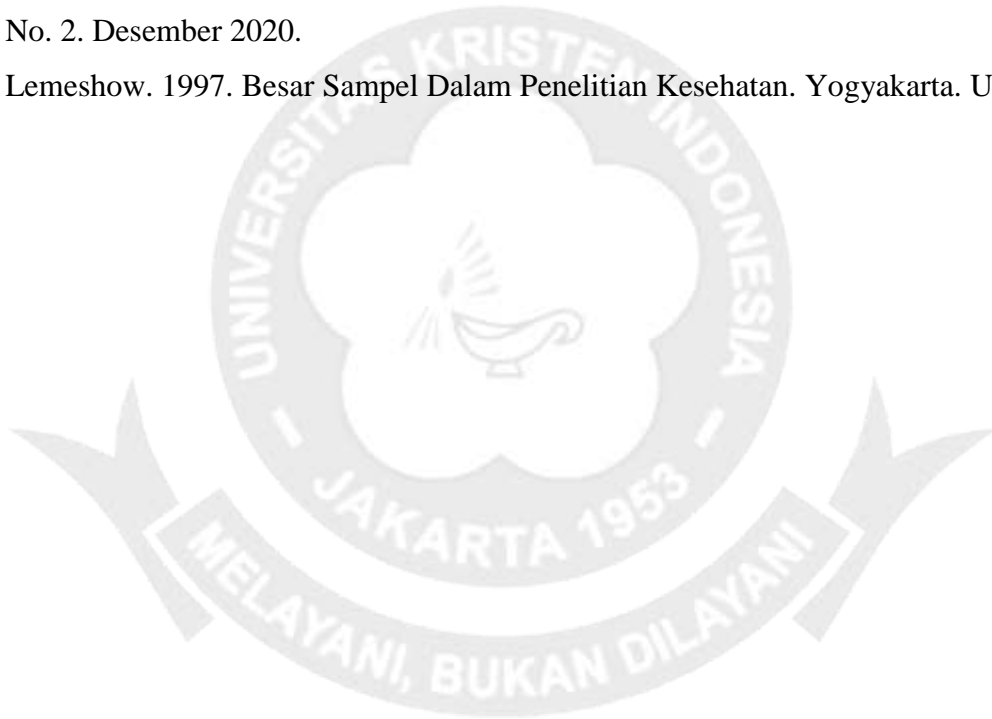 No. 2. Desember 2020.
Lemeshow. 1997. Besar Sampel Dalam Penelitian Kesehatan. Yogyakarta. U
UNIVERSITAS KRISTEN INDONESIA
- JAKARTA 1953 -
MELAYANI, BUKAN DILAYANI